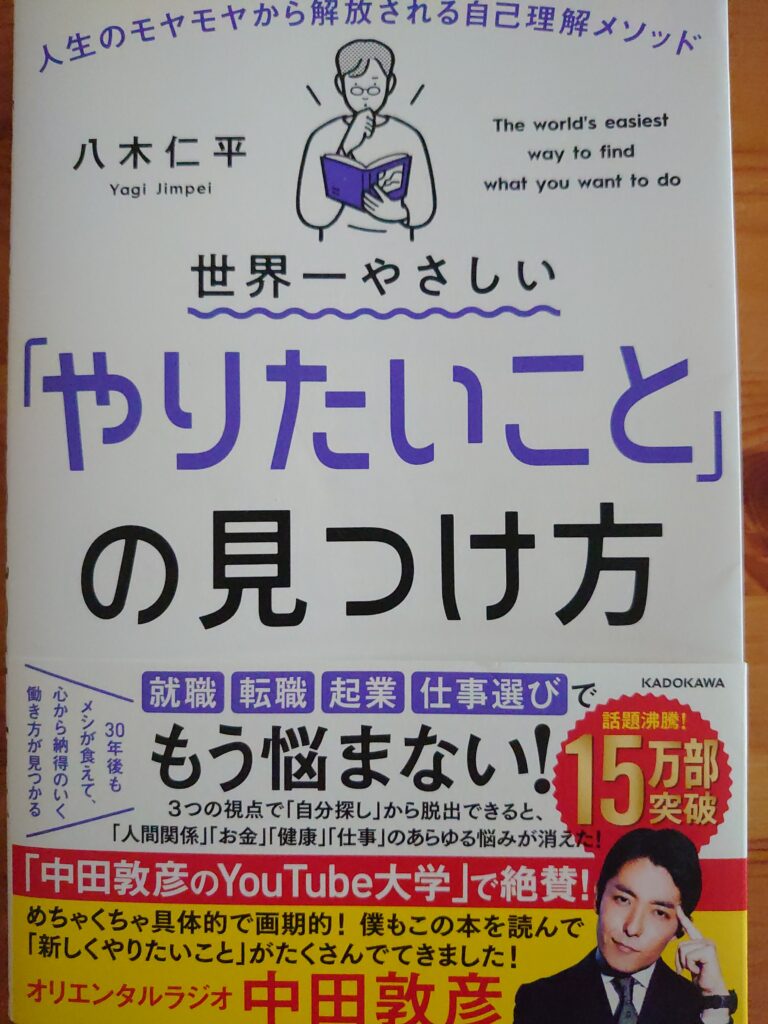 人生のモヤモヤから解放される自己理解メソッド
八木仁平
Yagi Jimpei
The world's easiest
way to find
what you want to do
世界一やさしい
「やりたいこと」
の見つけ方
30年後も
メシが食えて、
心から納得のいく
働き方が見つかる
就職 転職 起業 仕事選びで
もう悩まない!
KADOKAWA
話題沸騰!
15万部
突破
3つの視点で「自分探し」から脱出できると、
「人間関係」「お金」「健康」「仕事」のあらゆる悩みが消えた!
「中田敦彦のYouTube大学」で絶賛!
めちゃくちゃ具体的で画期的! 僕もこの本を読んで
「新しくやりたいこと」がたくさんでてきました!
オリエンタルラジオ 中田敦彦